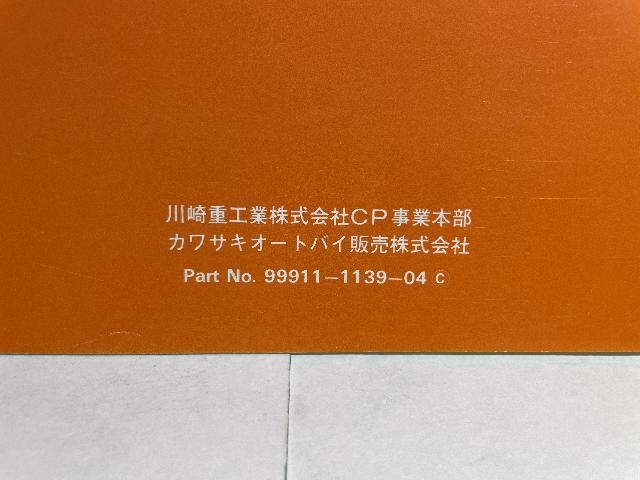 川崎重工業株式会社CP事業本部
カワサキオートバイ販売株式会社
Part No. 99911−1139−04 Ⓒ